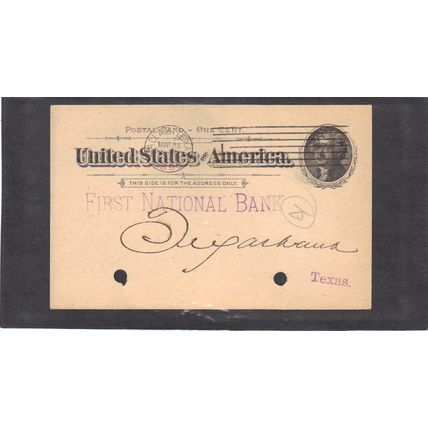 POSTAL CARD – ONE CENT.
United States of America.
THIS SIDE IS FOR THE ADDRESS ONLY.
FIRST NATIONAL BANK
4
Texarkana
Texas.